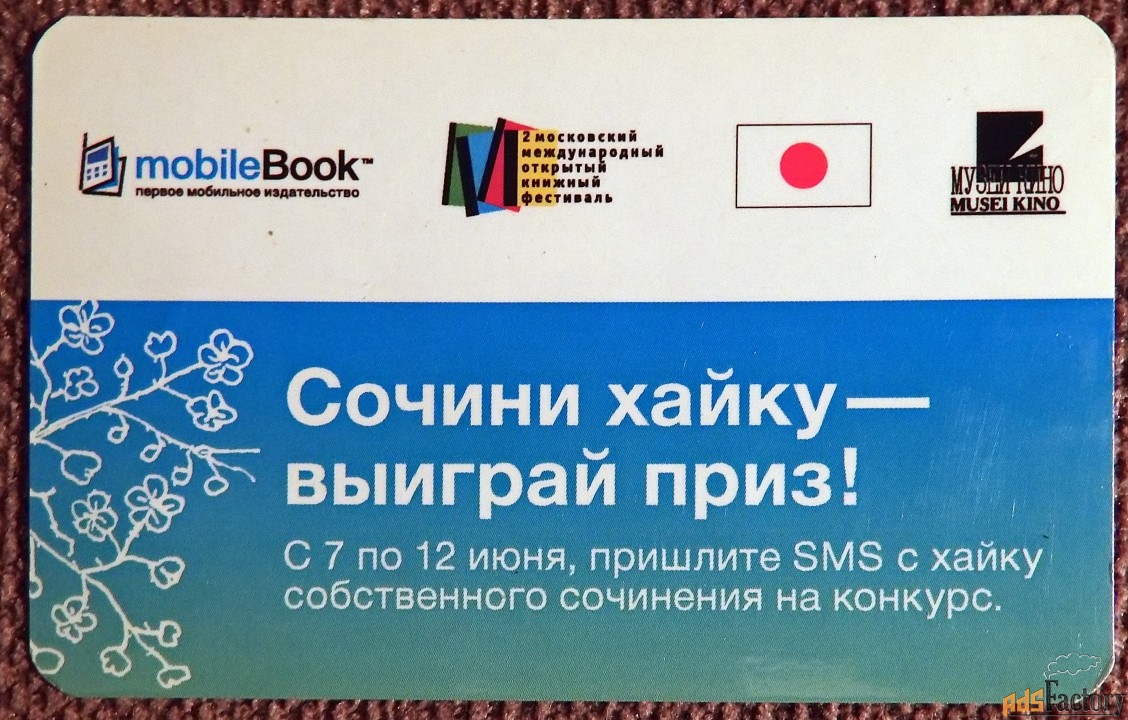 mobileBook™
первое мобильное издательство
2 московский
международный
открытый
книжный
фестиваль
МУЗЕЙ КИНО
MUSEI KINO
Сочини хайку —
выиграй приз!
С 7 по 12 июня, пришлите SMS с хайку
собственного сочинения на конкурс.
adsFactory